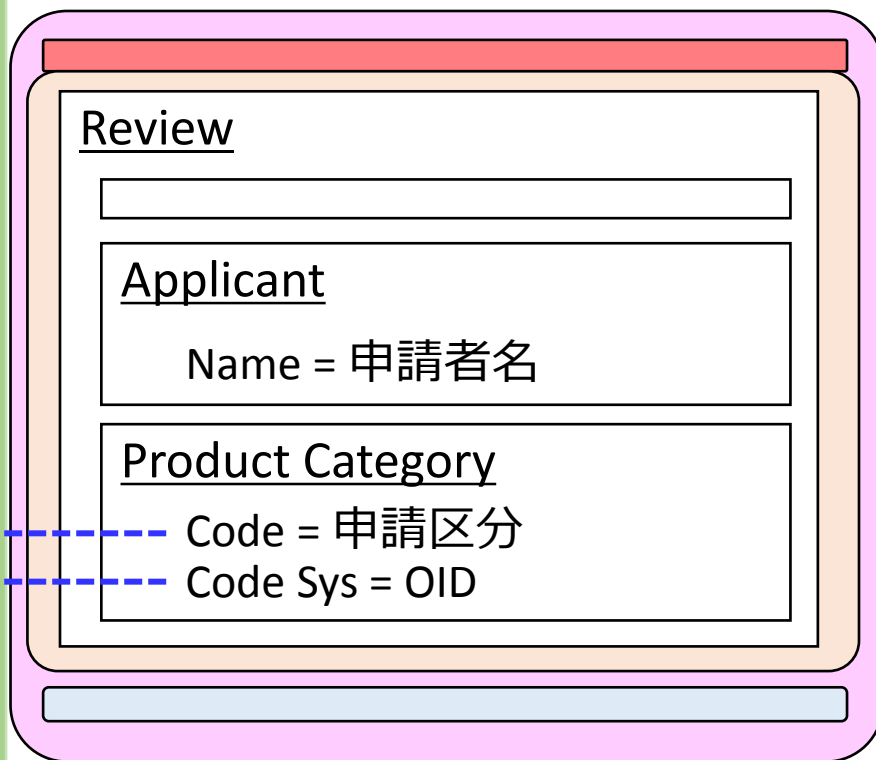 Review
Applicant
Name = 申請者名
Product Category
Code = 申請区分
Code Sys = OID